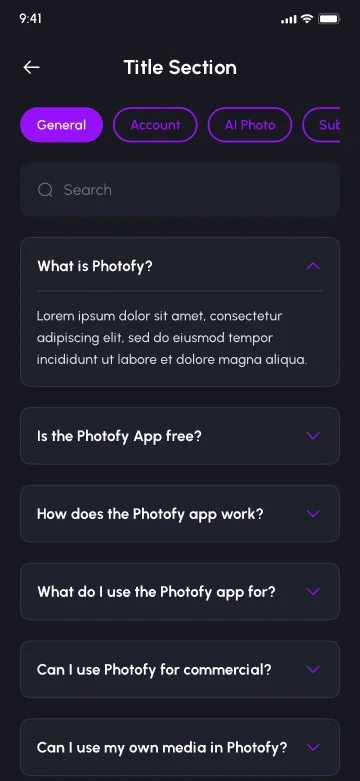 9:41
Title Section
General Account AI Photo Sub
Search
What is Photofy?
Lorem ipsum dolor sit amet, consectetur
adipiscing elit, sed do eiusmod tempor
incididunt ut labore et dolore magna aliqua.
Is the Photofy App free?
How does the Photofy app work?
What do I use the Photofy app for?
Can I use Photofy for commercial?
Can I use my own media in Photofy?